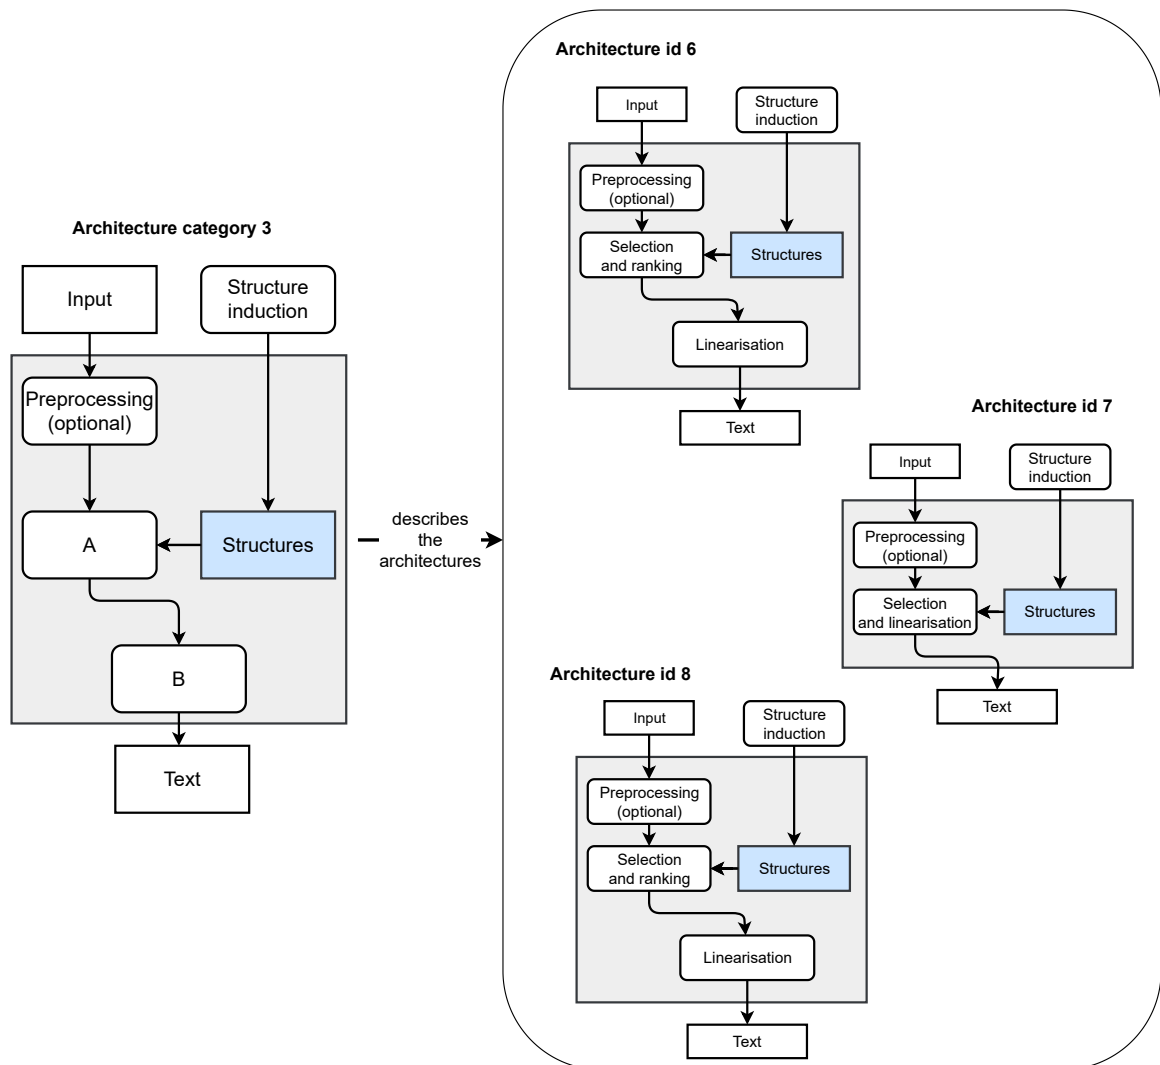 Architecture category 3
Input
Structure
induction
Preprocessing
(optional)
A
Structures
B
Text
describes
the
architectures
Architecture id 6
Input
Structure
induction
Preprocessing
(optional)
Selection
and ranking
Structures
Linearisation
Text
Architecture id 7
Input
Structure
induction
Preprocessing
(optional)
Selection
and linearisation
Structures
Text
Architecture id 8
Input
Structure
induction
Preprocessing
(optional)
Selection
and ranking
Structures
Linearisation
Text